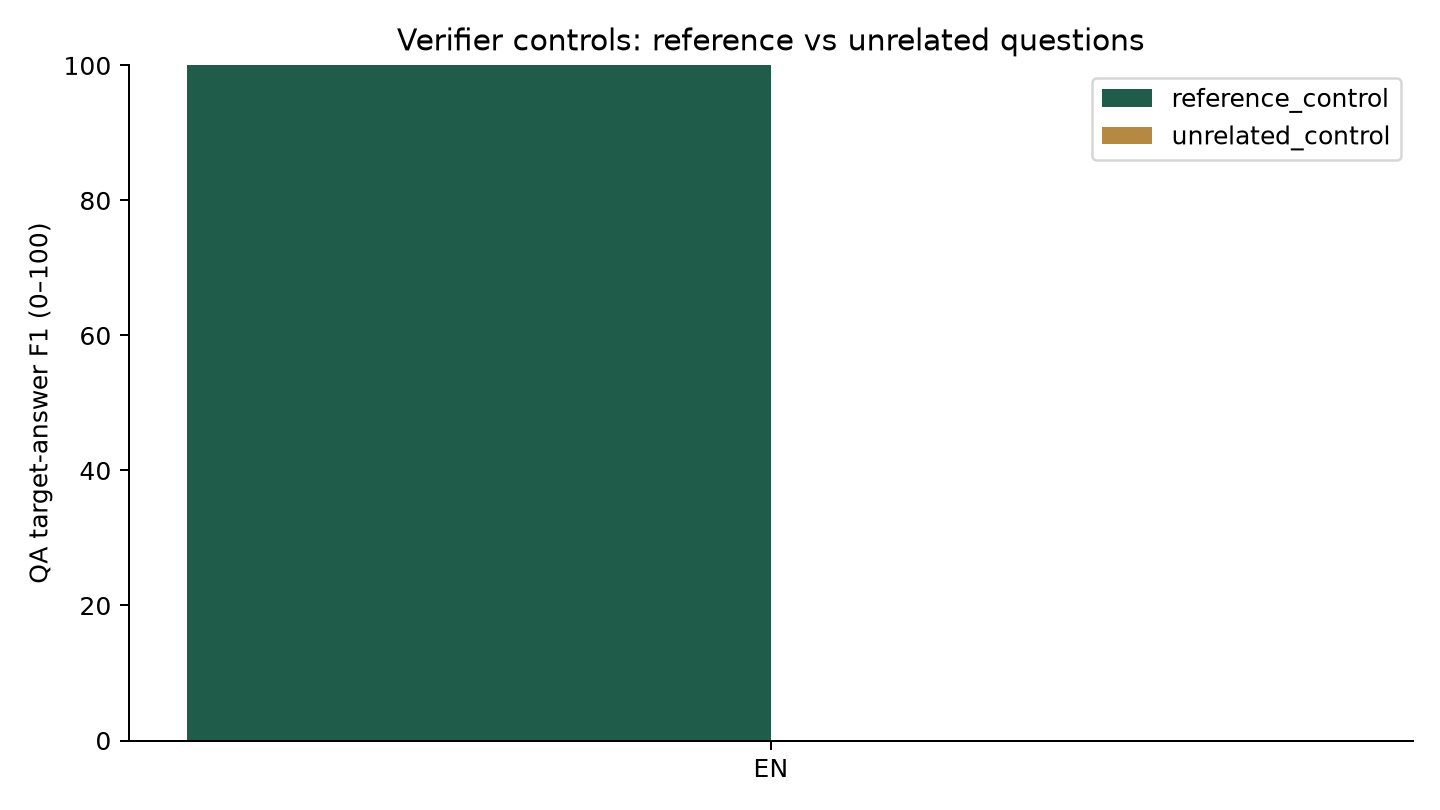 Verifier controls: reference vs unrelated questions
reference_control
unrelated_control
QA target-answer F1 (0–100)
100
80
60
40
20
0
EN